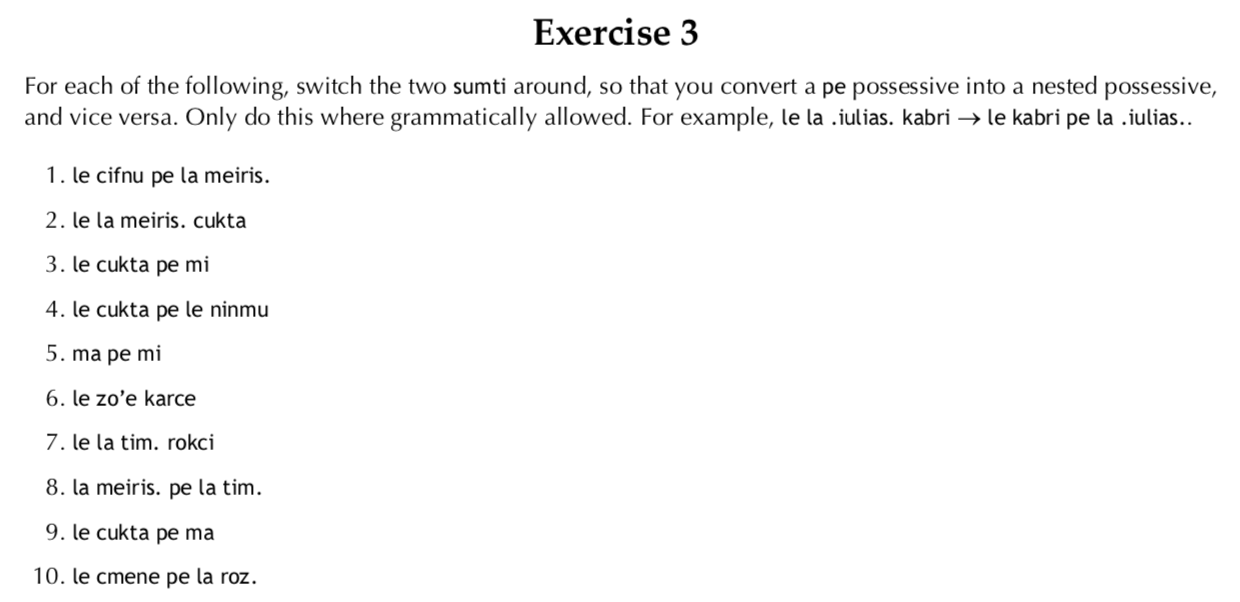 Exercise 3
For each of the following, switch the two sumti around, so that you convert a pe possessive into a nested possessive,
and vice versa. Only do this where grammatically allowed. For example, le la .iulias. kabri → le kabri pe la .iulias..
1. le cifnu pe la meiris.
2. le la meiris. cukta
3. le cukta pe mi
4. le cukta pe le ninmu
5. ma pe mi
6. le zo’e karce
7. le la tim. rokci
8. la meiris. pe la tim.
9. le cukta pe ma
10. le cmene pe la roz.